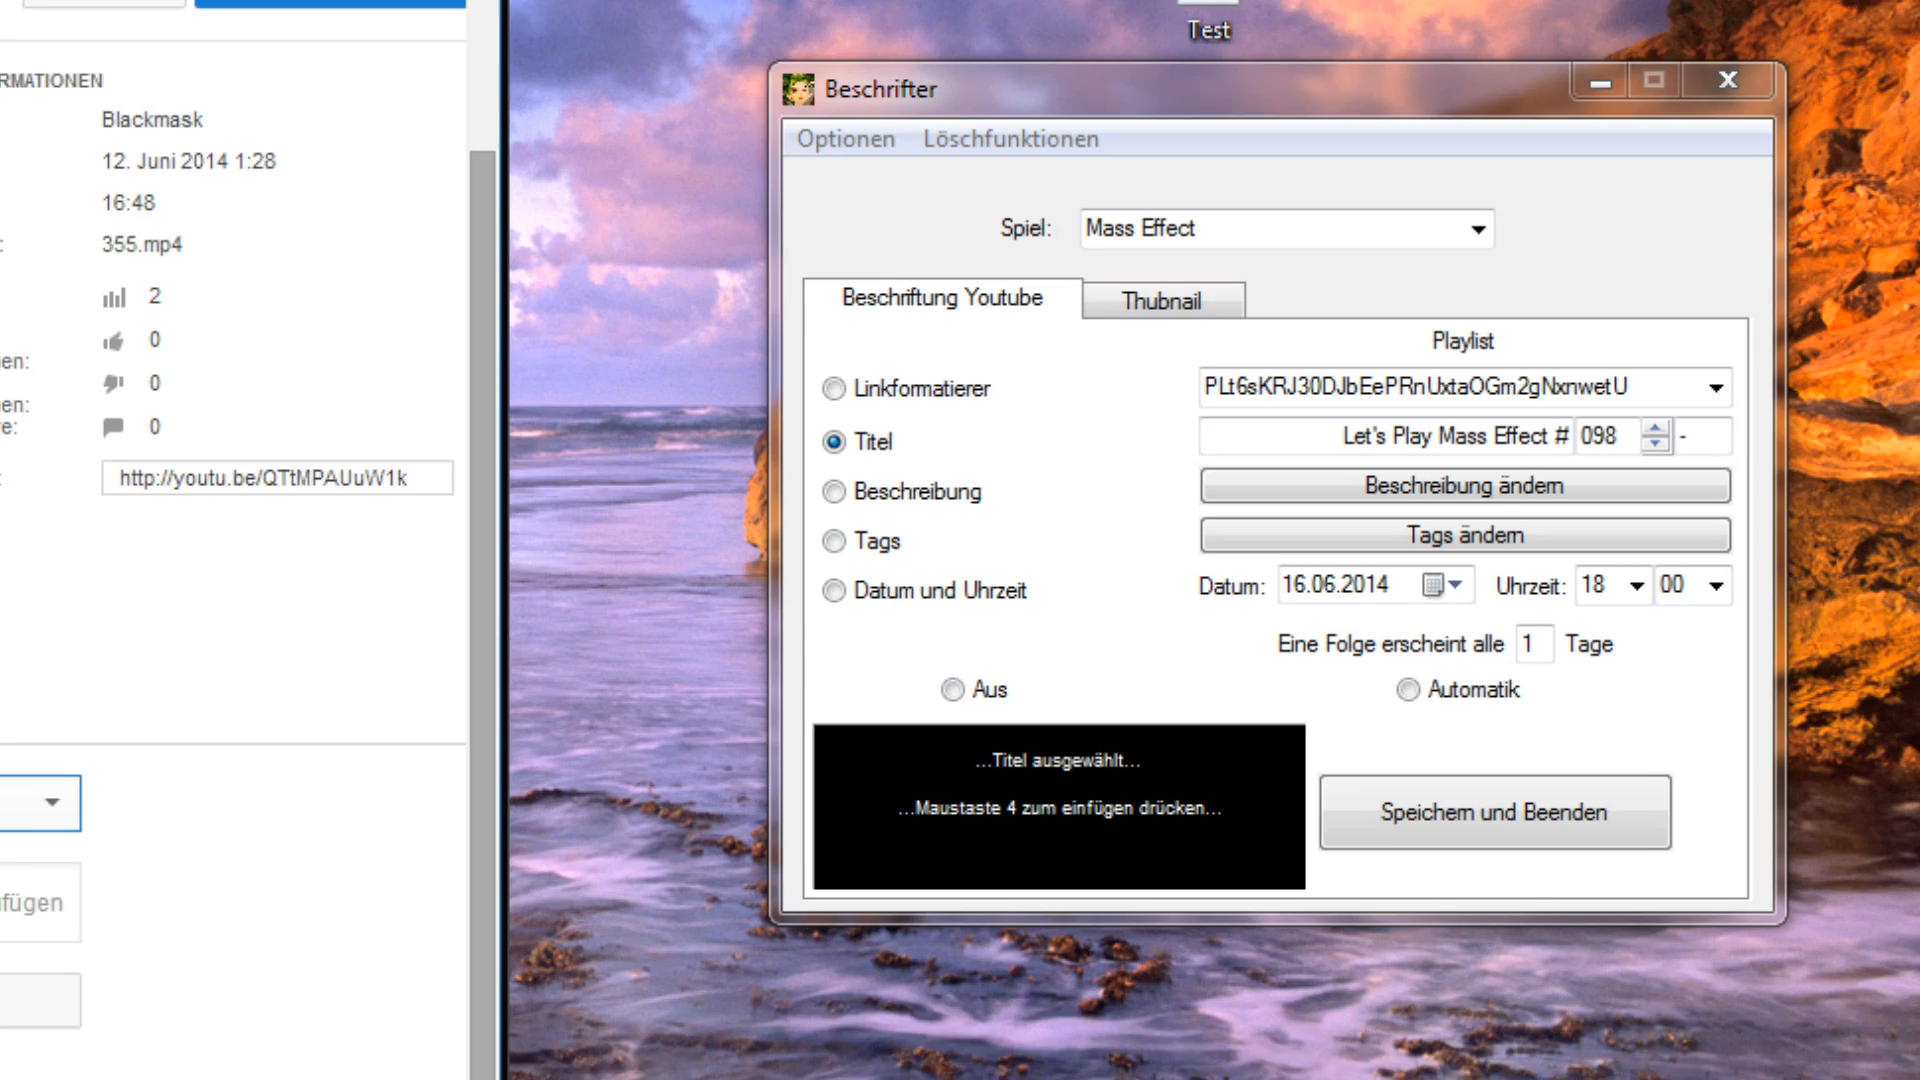 RMATIONEN
Blackmask
12. Juni 2014 1:28
16:48
: 355.mp4
2
0
en: 0
en:
e: 0
: http://youtu.be/QTtMPAUuW1k
fügen
Test
Beschrifter
Optionen Löschfunktionen
Spiel: Mass Effect
Beschriftung Youtube Thubnail
Playlist
Linkformatierer PLt6sKRJ30DJbEePRnUxtaOGm2gNxnwetU
Titel Let's Play Mass Effect # 098 -
Beschreibung Beschreibung ändern
Tags Tags ändern
Datum und Uhrzeit Datum: 16.06.2014 Uhrzeit: 18 00
Eine Folge erscheint alle 1 Tage
Aus Automatik
...Titel ausgewählt...
...Maustaste 4 zum einfügen drücken...
Speichern und Beenden